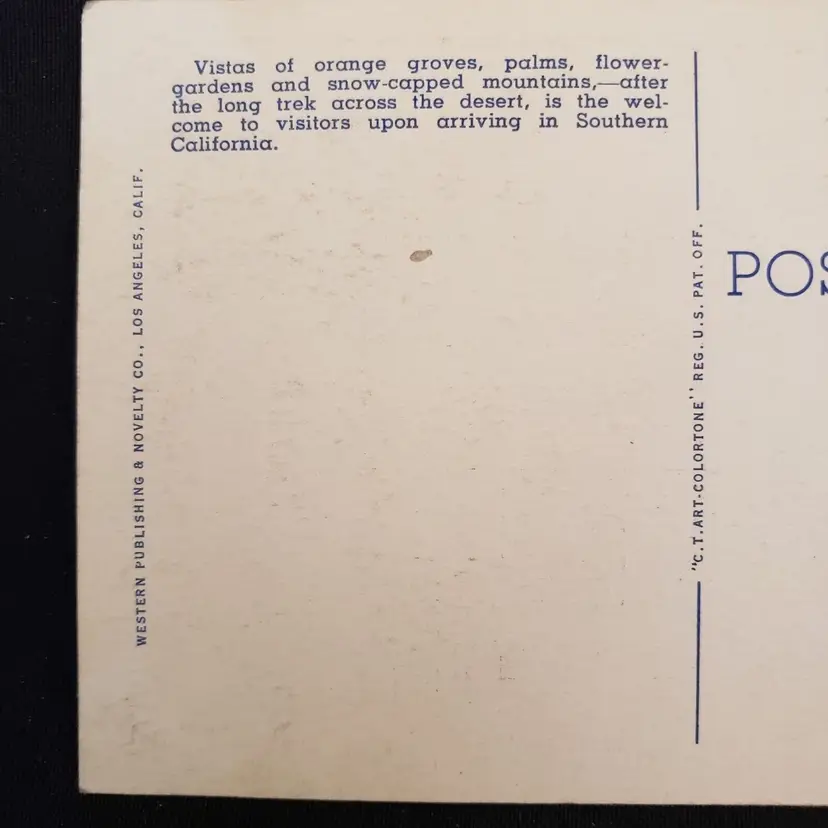 Vistas of orange groves, palms, flower-
gardens and snow-capped mountains,—after
the long trek across the desert, is the wel-
come to visitors upon arriving in Southern
California.
WESTERN PUBLISHING & NOVELTY CO., LOS ANGELES, CALIF.
"C.T.ART-COLORTONE" REG. U.S. PAT. OFF.
POS